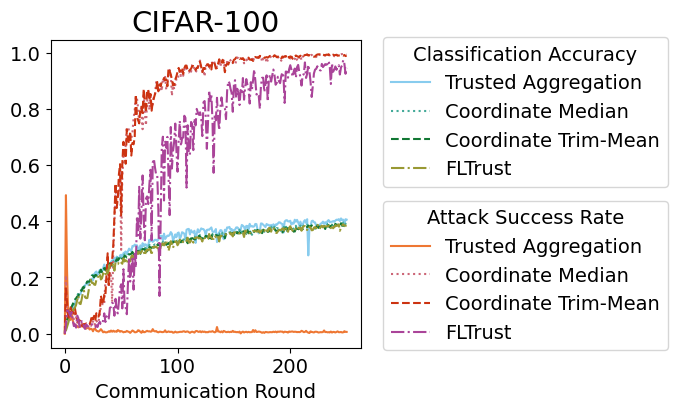 CIFAR-100
1.0
0.8
0.6
0.4
0.2
0.0
0
100
200
Communication Round
Classification Accuracy
Trusted Aggregation
Coordinate Median
Coordinate Trim-Mean
FLTrust
Attack Success Rate
Trusted Aggregation
Coordinate Median
Coordinate Trim-Mean
FLTrust